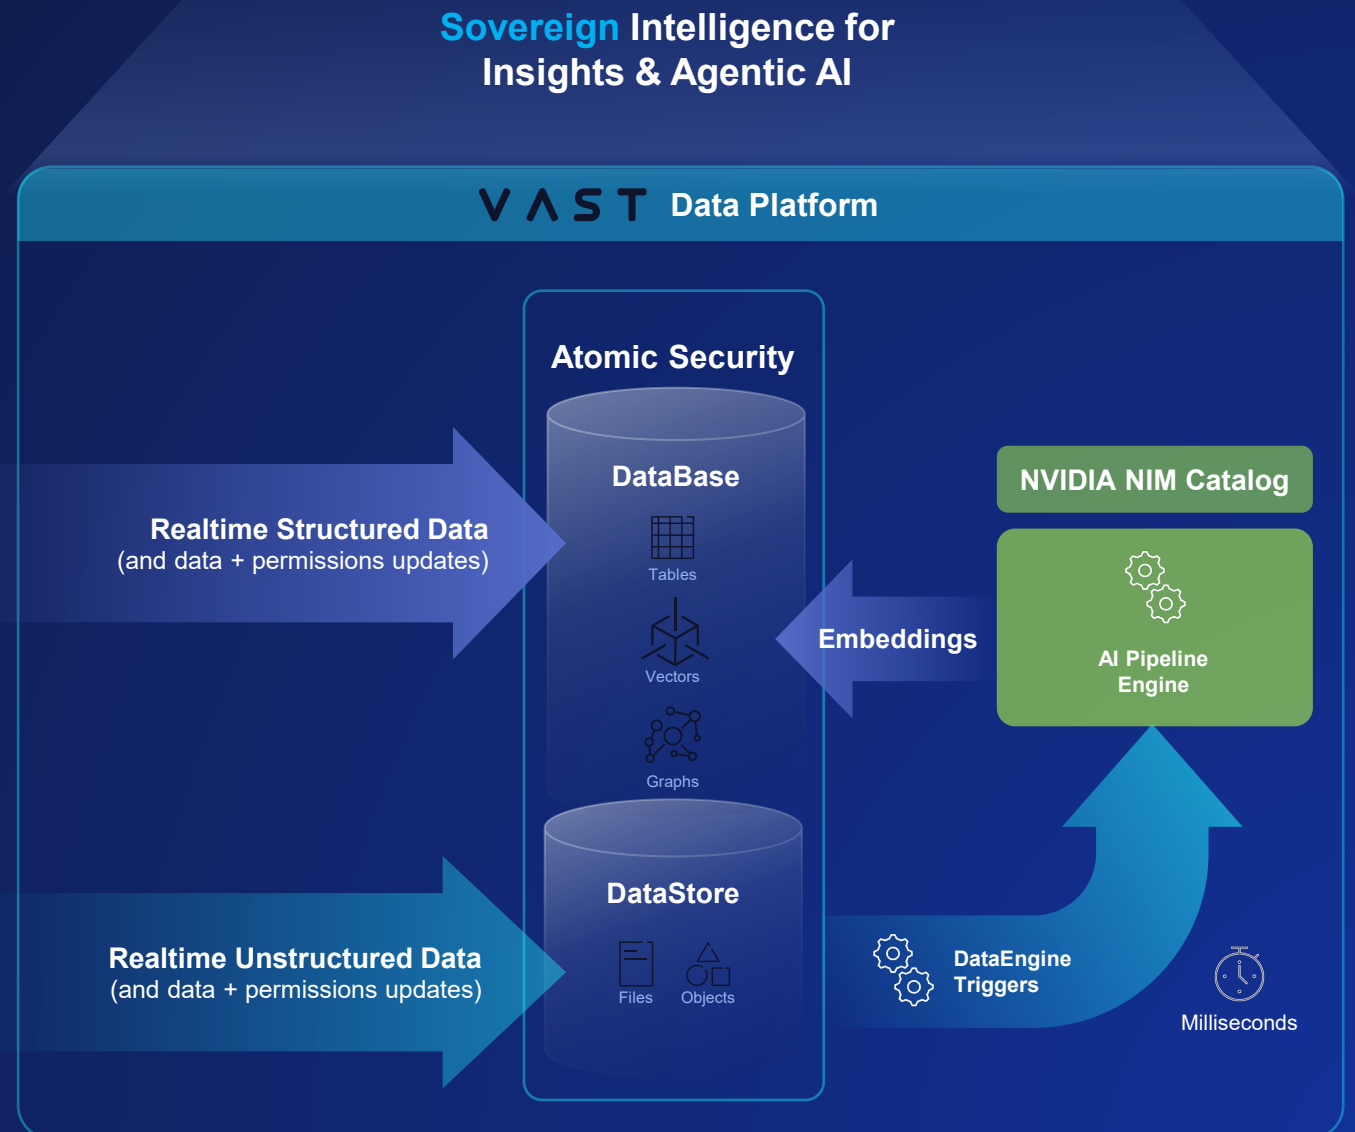 Sovereign Intelligence for
Insights & Agentic AI
VAST Data Platform
Atomic Security
DataBase
Tables
Vectors
Graphs
Realtime Structured Data
(and data + permissions updates)
NVIDIA NIM Catalog
AI Pipeline
Engine
Embeddings
DataStore
Files Objects
Realtime Unstructured Data
(and data + permissions updates)
DataEngine
Triggers
Milliseconds